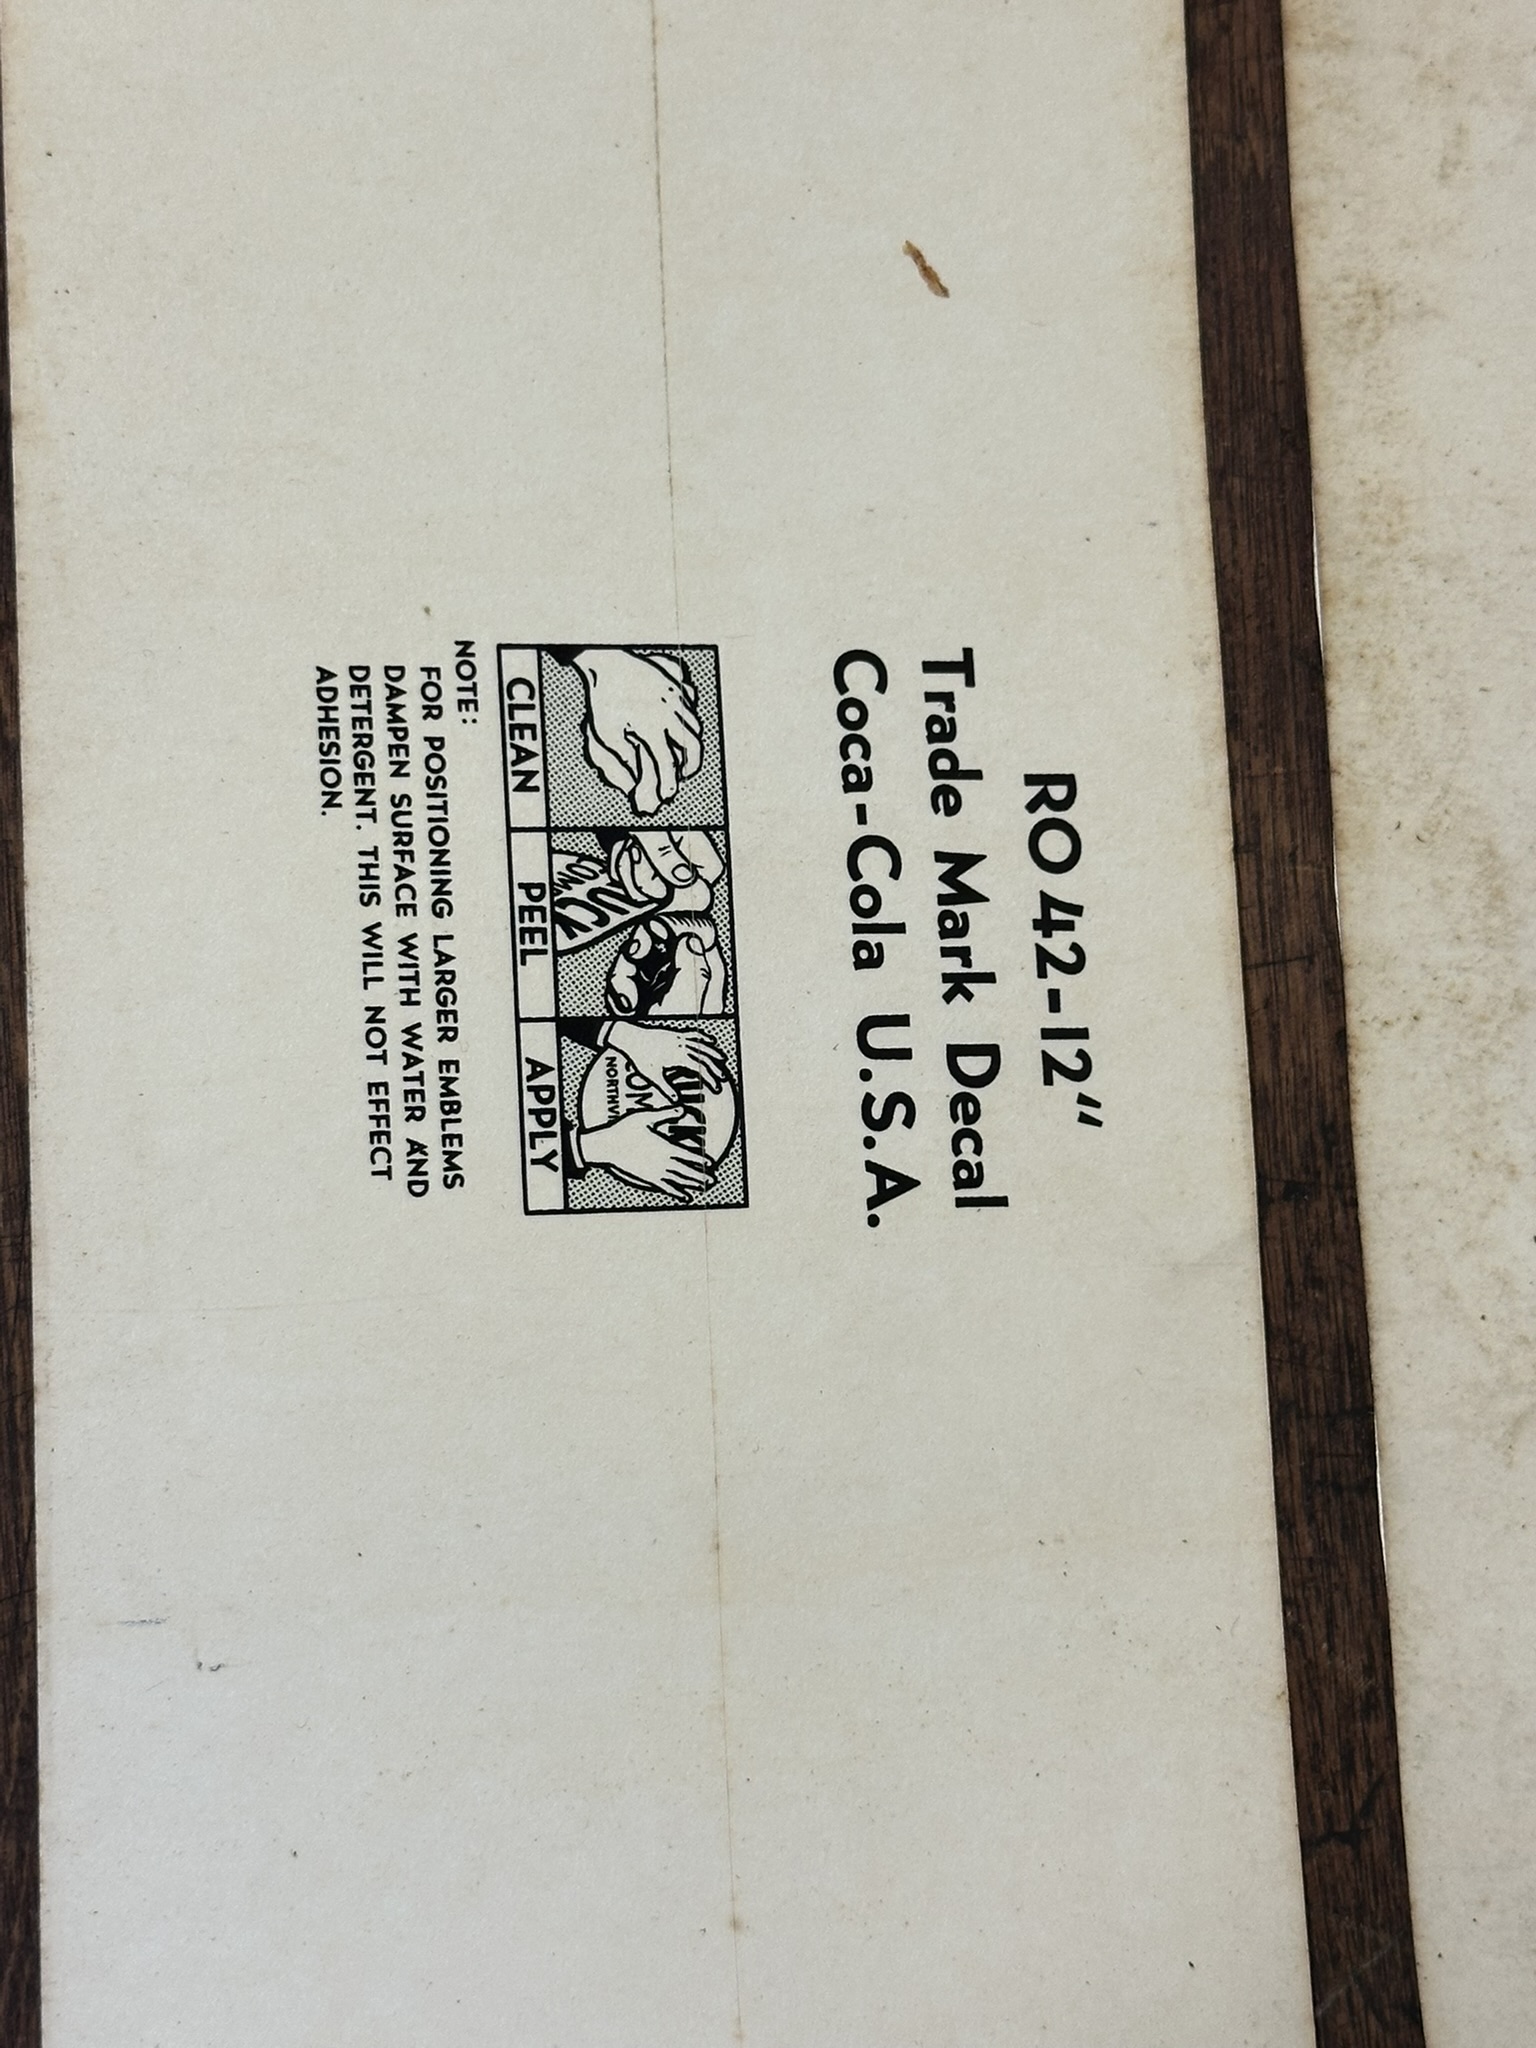 RO 42-12"
Trade Mark Decal
Coca-Cola U.S.A.
CLEAN PEEL APPLY
NOTE:
FOR POSITIONING LARGER EMBLEMS
DAMPEN SURFACE WITH WATER AND
DETERGENT. THIS WILL NOT EFFECT
ADHESION.